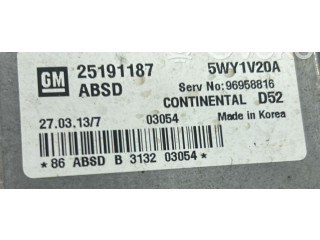 GM 25191187 5WY1V20A
ABSD Serv No:96958816
CONTINENTAL D52
27.03.13/7 03054 Made in Korea
*86 ABSD B 3132 03054*